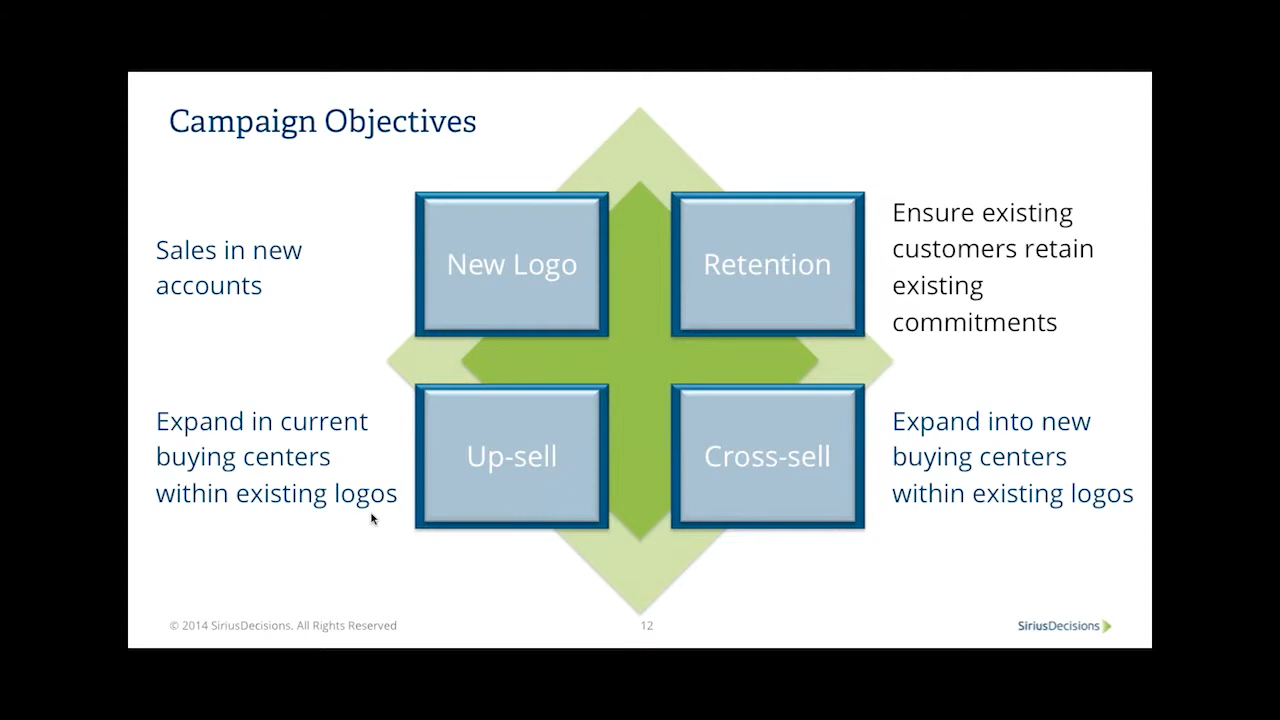 Campaign Objectives
Sales in new
accounts
New Logo
Retention
Ensure existing
customers retain
existing
commitments
Expand in current
buying centers
within existing logos
Up-sell
Cross-sell
Expand into new
buying centers
within existing logos
© 2014 SiriusDecisions. All Rights Reserved
12
SiriusDecisions